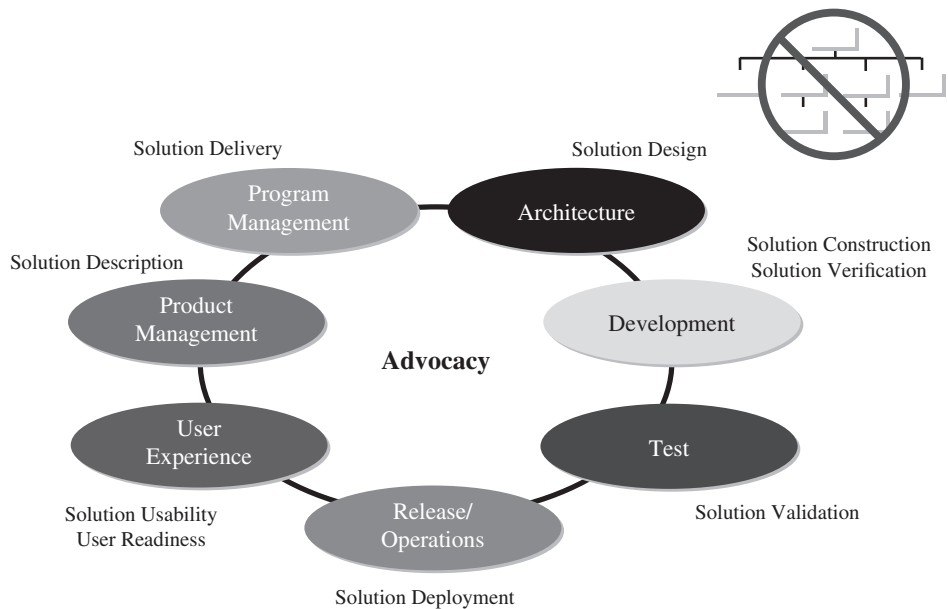 Solution Delivery
Solution Design
Program
Management
Architecture
Solution Construction
Solution Verification
Solution Description
Product
Management
Development
Advocacy
User
Experience
Test
Solution Usability
User Readiness
Release/
Operations
Solution Validation
Solution Deployment